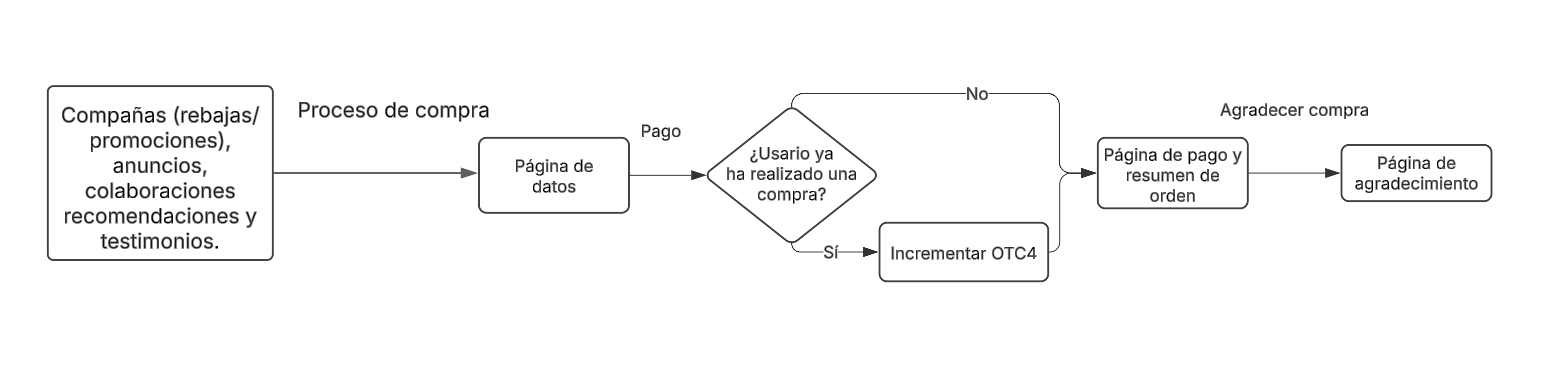 Compañas (rebajas/
promociones),
anuncios,
colaboraciones
recomendaciones y
testimonios.
Proceso de compra
Página de
datos
Pago
¿Usario ya
ha realizado una
compra?
No
Sí
Incrementar OTC4
Página de pago y
resumen de
orden
Agradecer compra
Página de
agradecimiento